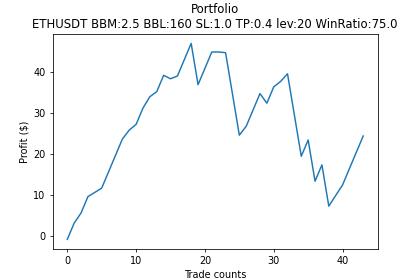 Portfolio
ETHUSDT BBM:2.5 BBL:160 SL:1.0 TP:0.4 lev:20 WinRatio:75.0
Profit ($)
40
30
20
10
0
0 10 20 30 40
Trade counts